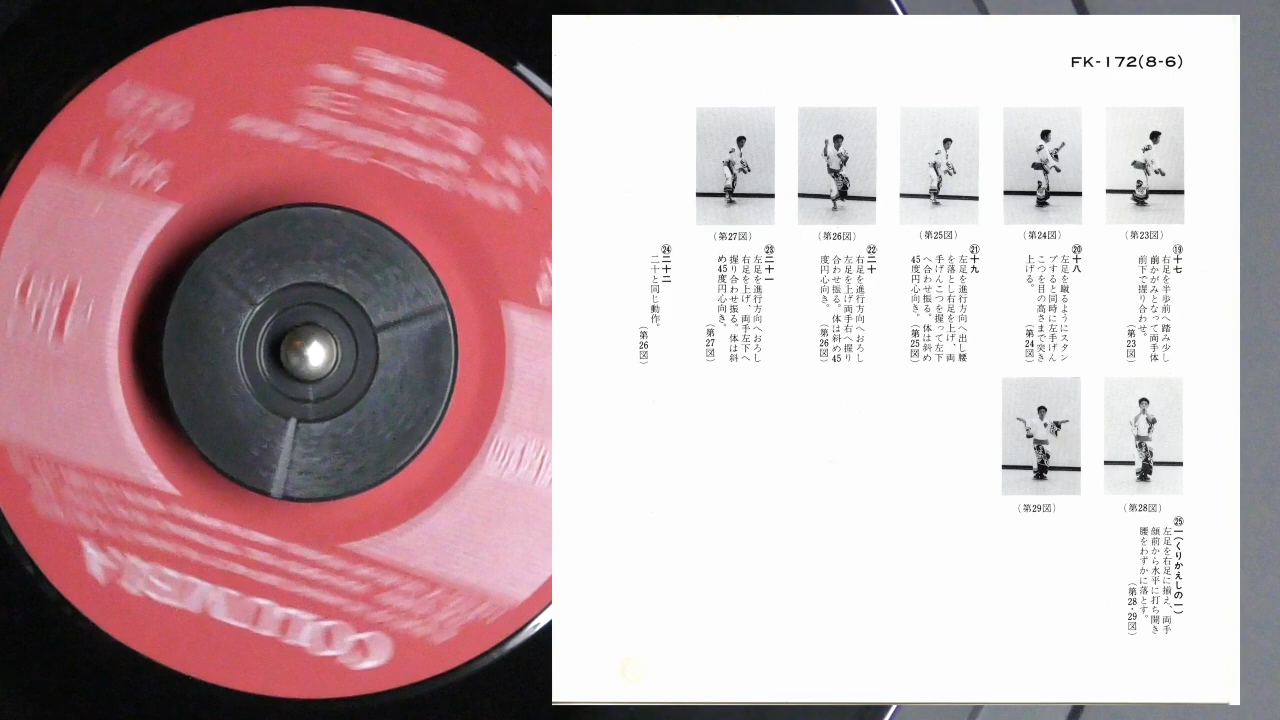 FK-172(8-6)
(第23図)
⑲十七
右足を半歩前へ踏み少し
前かがみとなって両手体
前下で握り合わせ。
(第23図)
(第24図)
⑳十八
左足を蹴るようにスタン
プすると同時に左手げん
こつを目の高さまで突き
上げる。
(第24図)
(第25図)
㉑十九
左足を進行方向へ出し腰
を落とし右足を上げ、両
手げんこつを握って左下
へ合わせ振る。体は斜め
45度円心向き。
(第25図)
(第26図)
㉒二十
右足を進行方向へおろし
左足を上げ両手右へ握り
合わせ振る。体は斜め45
度円心向き。
(第26図)
(第27図)
㉓二十一
左足を進行方向へおろし
右足を上げ、両手左下へ
握り合わせ振る。体は斜
め45度円心向き。
(第27図)
㉔二十二
二十と同じ動作。
(第26図)
(第28図)
㉕一(くりかえしの一)
左足を右足に揃え、両手
顔前から水平に打ち開き
腰をわずかに落とす。
(第28・29図)
(第29図)